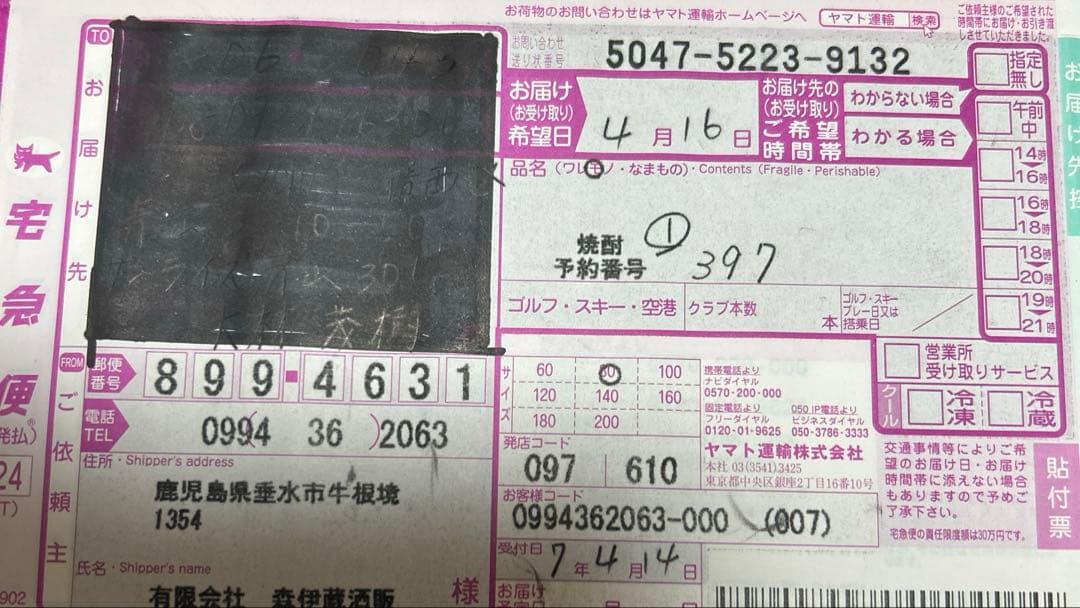 お荷物のお問い合わせはヤマト運輸ホームページへ ヤマト運輸 検索
ご依頼主様のご希望された
時間帯にお届け・お引き渡し
させていただきました。
TO お届け先
お問い合わせ
送り状番号
5047-5223-9132
お届け
(お受け取り)
希望日
4月16日
お届け先の
(お受け取り)
ご希望
時間帯
わからない場合
わかる場合
指定無し
午前中
14時
16時
16時
18時
18時
20時
19時
21時
品名(ワレモノ・なまもの)・Contents (Fragile・Perishable)
焼酎 ①
予約番号 397
ゴルフ・スキー・空港
クラブ本数 本
ゴルフ・スキー
プレー日又は
搭乗日
営業所
受け取りサービス
クール 冷凍 冷蔵
宅急便
FROM ご依頼主
郵便番号
899-4631
電話
TEL
0994(36)2063
住所・Shipper's address
鹿児島県垂水市牛根境
1354
氏名・Shipper's name
有限会社 森伊蔵酒販 様
サイズ
60 80 100
120 140 160
180 200
携帯電話より
ナビダイヤル
0570-200-000
固定電話より
フリーダイヤル
0120-01-9625
050 IP電話より
ビジネスダイヤル
050-3786-3333
発店コード
097 610
ヤマト運輸株式会社
本社 03(3541)3425
東京都中央区銀座2丁目16番10号
お客様コード
0994362063-000 (007)
受付日
7年4月14日
お届け
予定日
交通事情等によりご希
望のお届け日・お届け
時間帯に添えない場合
もありますので予めご
了承下さい。
宅急便の責任限度額は30万円です。
貼付票
902